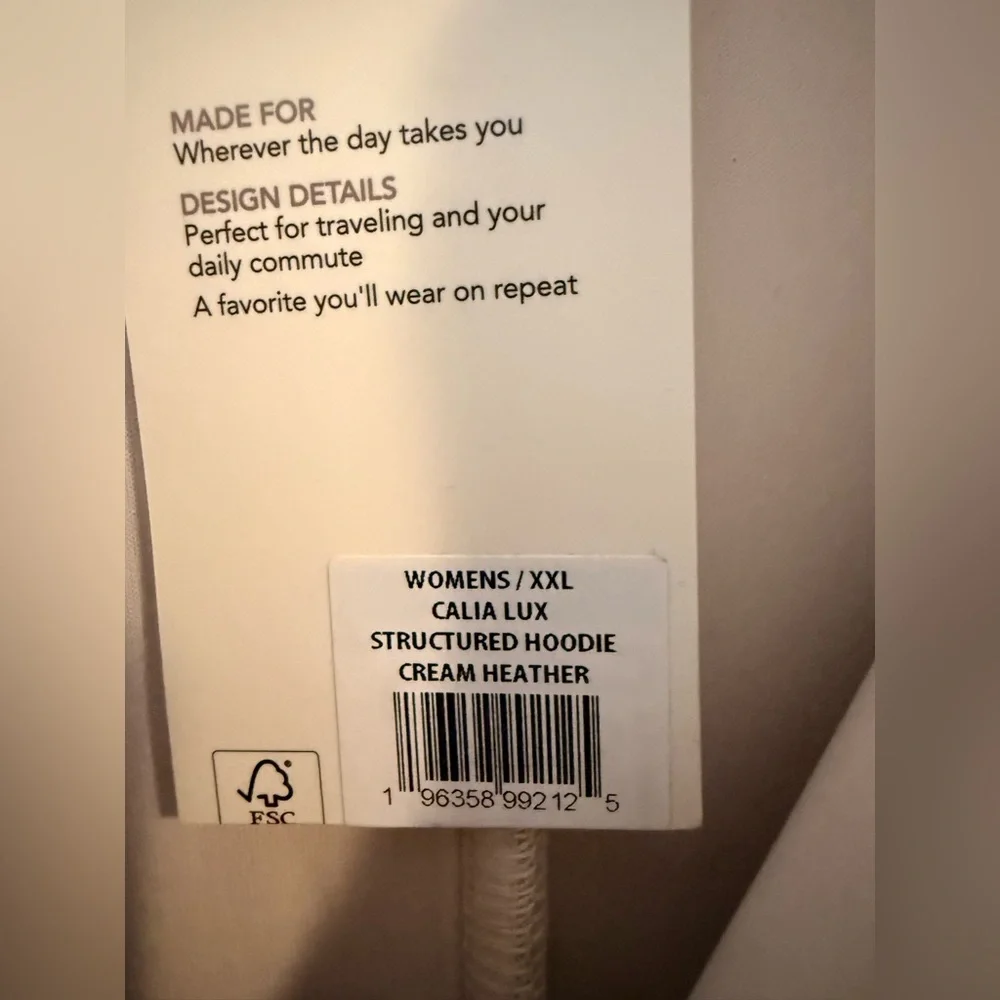 MADE FOR
Wherever the day takes you
DESIGN DETAILS
Perfect for traveling and your
daily commute
A favorite you'll wear on repeat
WOMENS / XXL
CALIA LUX
STRUCTURED HOODIE
CREAM HEATHER
1 96358 99212 5
FSC